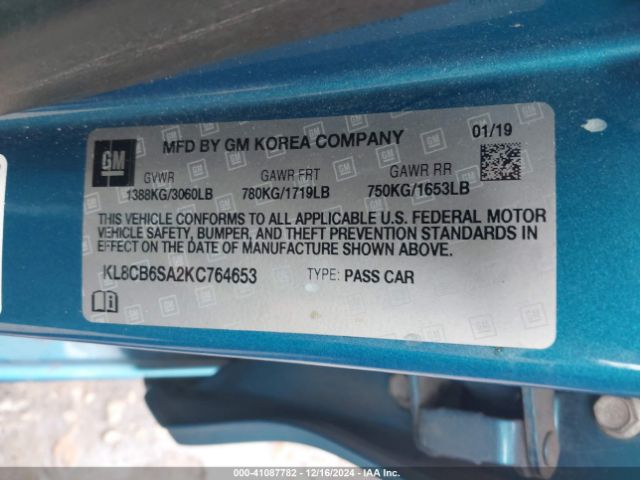 GM
MFD BY GM KOREA COMPANY
01/19
GVWR GAWR FRT GAWR RR
1388KG/3060LB 780KG/1719LB 750KG/1653LB
THIS VEHICLE CONFORMS TO ALL APPLICABLE U.S. FEDERAL MOTOR
VEHICLE SAFETY, BUMPER, AND THEFT PREVENTION STANDARDS IN
EFFECT ON THE DATE OF MANUFACTURE SHOWN ABOVE.
KL8CB6SA2KC764653 TYPE: PASS CAR
000-41087782 - 12/16/2024 - IAA Inc.